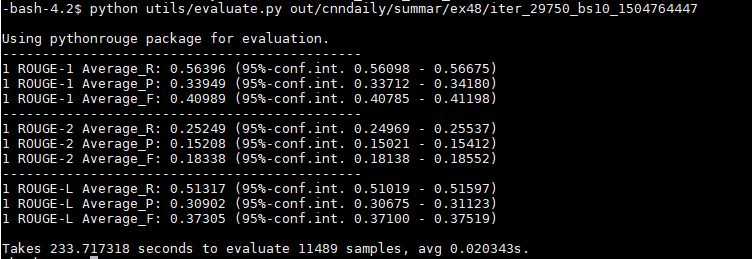 -bash-4.2$ python utils/evaluate.py out/cnndaily/summar/ex48/iter_29750_bs10_1504764447
Using pythonrouge package for evaluation.
---------------------------------------------
1 ROUGE-1 Average_R: 0.56396 (95%-conf.int. 0.56098 - 0.56675)
1 ROUGE-1 Average_P: 0.33949 (95%-conf.int. 0.33712 - 0.34180)
1 ROUGE-1 Average_F: 0.40989 (95%-conf.int. 0.40785 - 0.41198)
---------------------------------------------
1 ROUGE-2 Average_R: 0.25249 (95%-conf.int. 0.24969 - 0.25537)
1 ROUGE-2 Average_P: 0.15208 (95%-conf.int. 0.15021 - 0.15412)
1 ROUGE-2 Average_F: 0.18338 (95%-conf.int. 0.18138 - 0.18552)
---------------------------------------------
1 ROUGE-L Average_R: 0.51317 (95%-conf.int. 0.51019 - 0.51597)
1 ROUGE-L Average_P: 0.30902 (95%-conf.int. 0.30675 - 0.31123)
1 ROUGE-L Average_F: 0.37305 (95%-conf.int. 0.37100 - 0.37519)
Takes 233.717318 seconds to evaluate 11489 samples, avg 0.020343s.